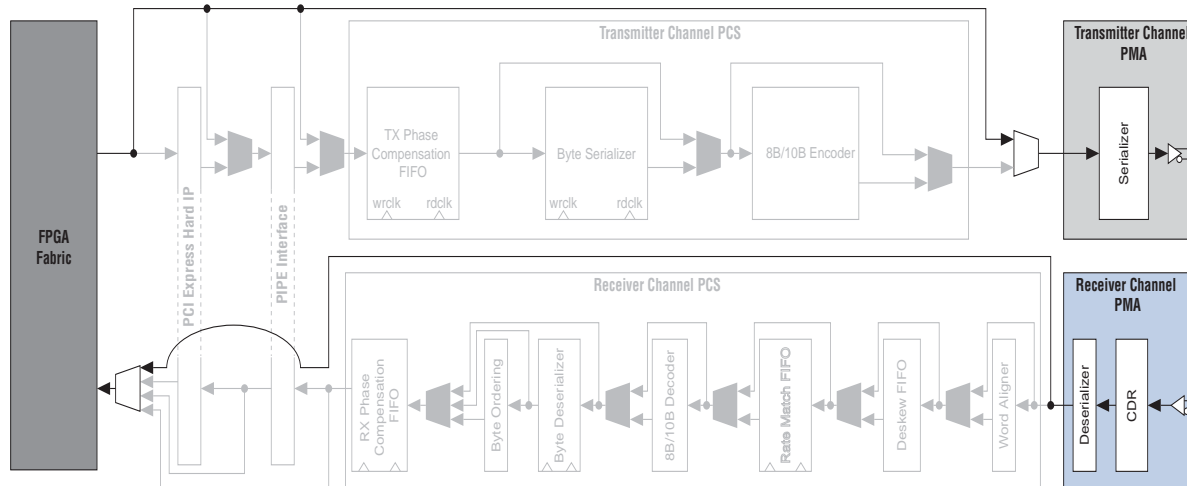 Transmitter Channel PCS
Transmitter Channel
PMA
TX Phase
Compensation
FIFO
wrclk
rdclk
Byte Serializer
wrclk
rdclk
8B/10B Encoder
Serializer
FPGA
Fabric
PCI Express Hard IP
PIPE Interface
Receiver Channel PCS
Receiver Channel
PMA
RX Phase
Compensation
FIFO
Byte Ordering
Byte Deserializer
8B/10B Decoder
Rate Match FIFO
Deskew FIFO
Word Aligner
Deserializer
CDR